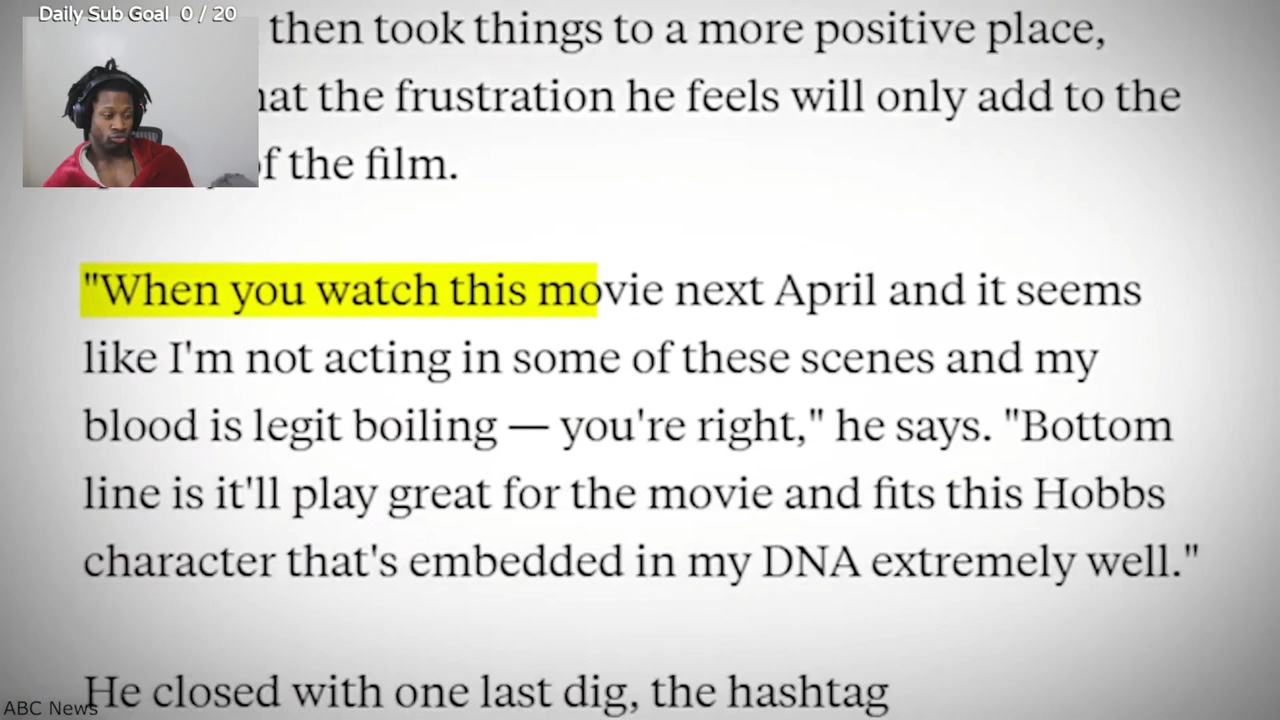 Daily Sub Goal 0 / 20
then took things to a more positive place,
that the frustration he feels will only add to the
of the film.
"When you watch this movie next April and it seems
like I'm not acting in some of these scenes and my
blood is legit boiling — you're right," he says. "Bottom
line is it'll play great for the movie and fits this Hobbs
character that's embedded in my DNA extremely well."
He closed with one last dig, the hashtag
ABC News